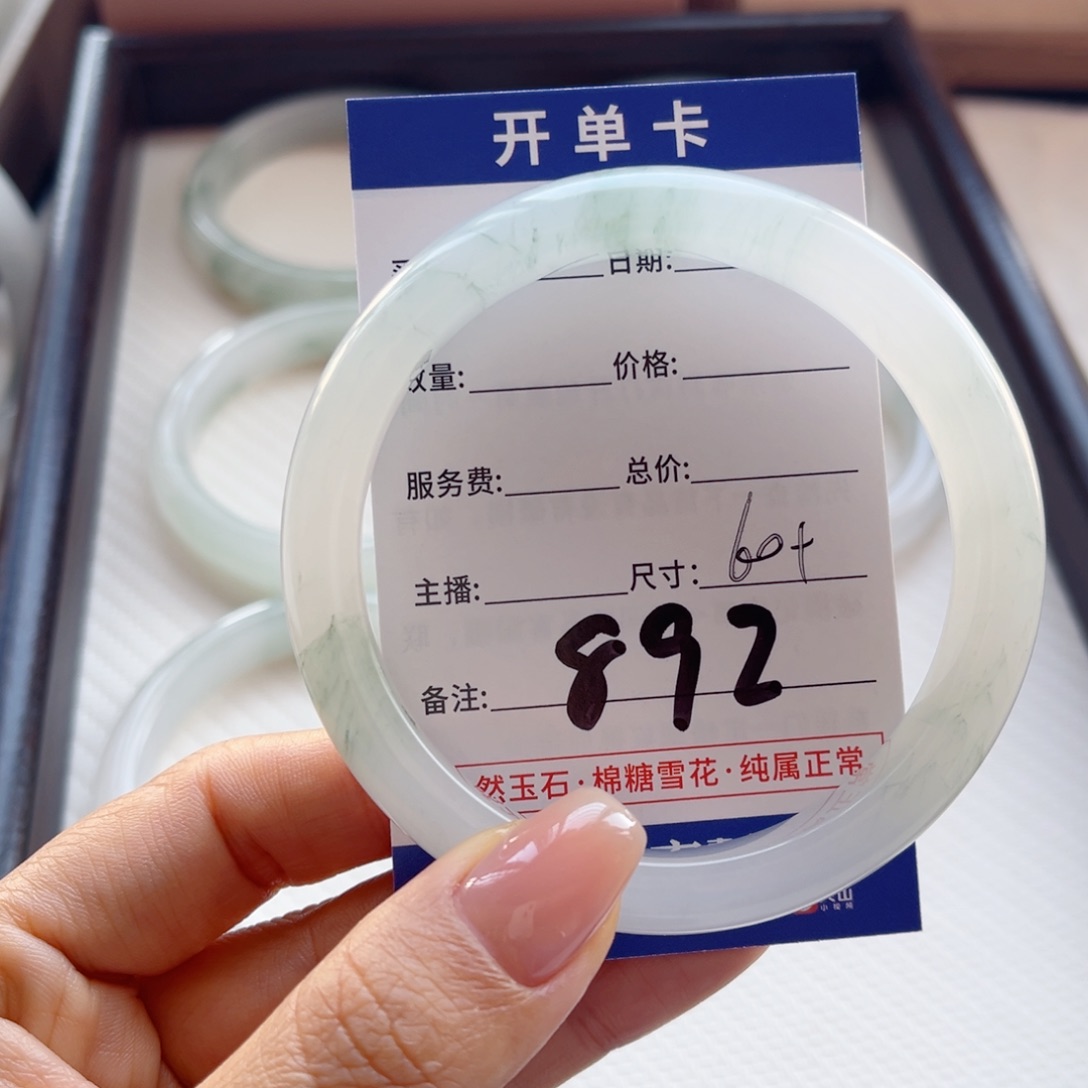 开单卡
日期:
数量: 价格:
服务费: 总价:
主播: 尺寸: 60+
892
备注:
然玉石·棉糖雪花·纯属正常